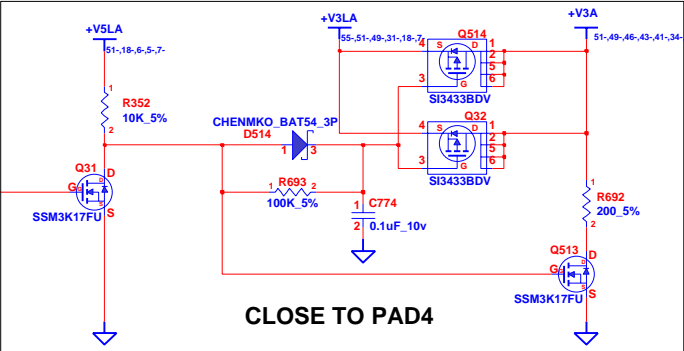 +V5LA
51-,18-,6-,5-,7-
+V3LA
55-,51-,49-,31-,18-,7-
+V3A
51-,49-,46-,43-,41-,34-
Q514
4 S D 1
2
5
3 G 6
SI3433BDV
1
R352
10K_5%
2
CHENMKO_BAT54_3P
D514
1 3
Q32
4 S D 1
2
5
3 G 6
SI3433BDV
Q31
D
G
S
SSM3K17FU
1 R693 2
100K_5%
1 C774
2 0.1uF_10v
1
R692
200_5%
2
Q513
D
G
S
SSM3K17FU
CLOSE TO PAD4